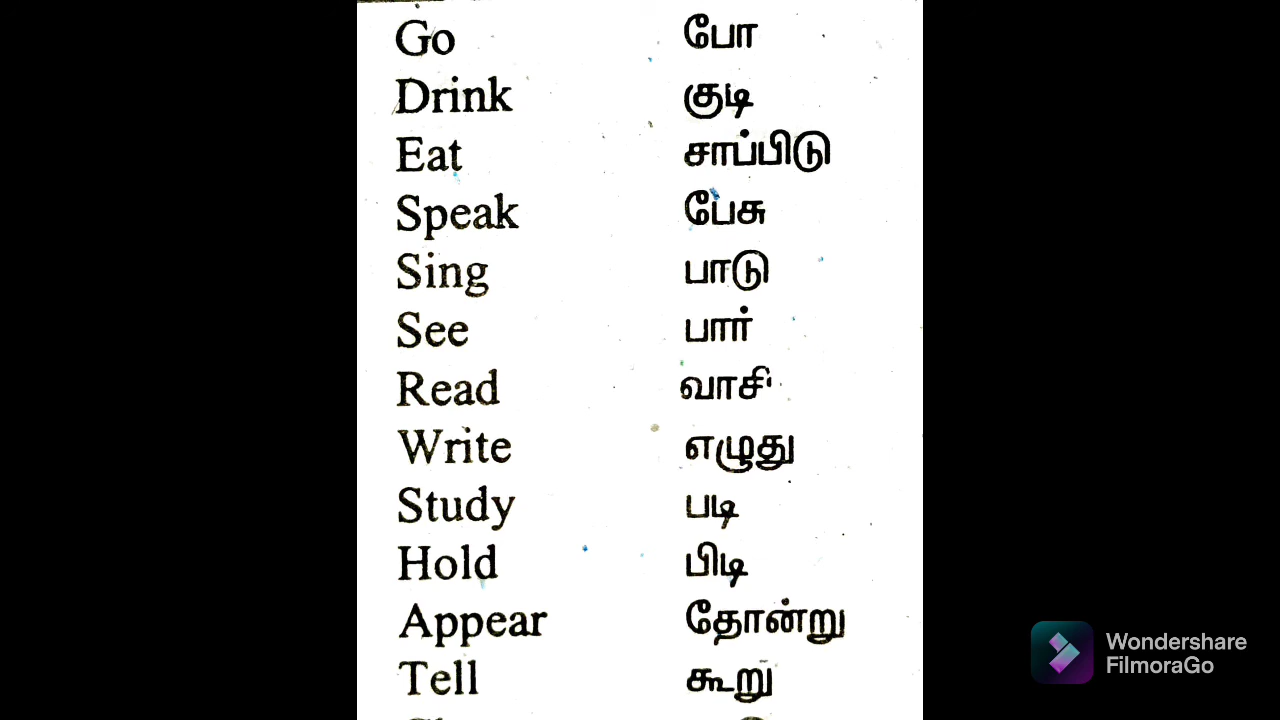 Go போ
Drink குடி
Eat சாப்பிடு
Speak பேசு
Sing பாடு
See பார்
Read வாசி
Write எழுது
Study படி
Hold பிடி
Appear தோன்று
Tell கூறு
Wondershare
FilmoraGo